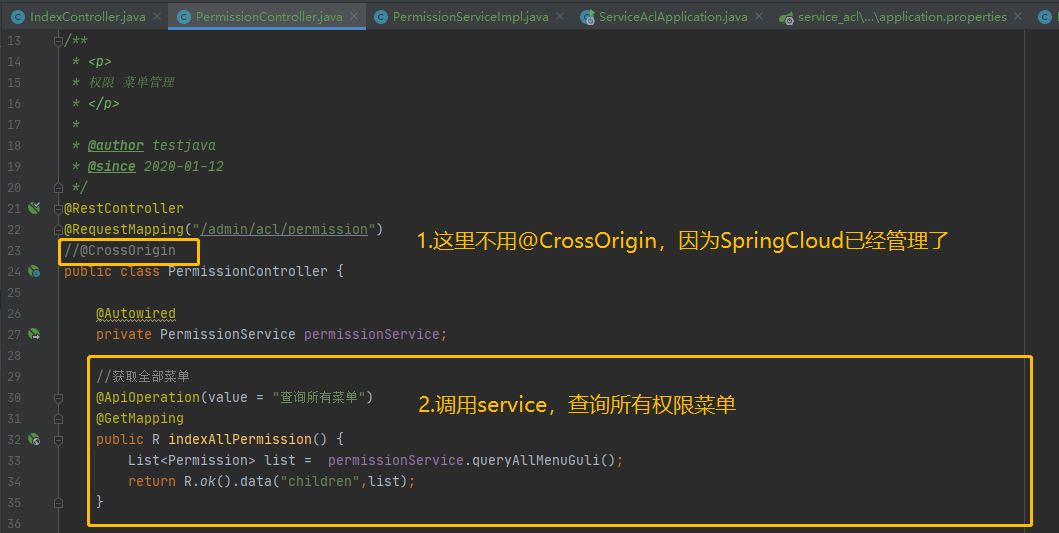 IndexController.java
PermissionController.java
PermissionServiceImpl.java
ServiceAclApplication.java
service_acl\...\application.properties
13 /**
14 * <p>
15 * 权限 菜单管理
16 * </p>
17 *
18 * @author testjava
19 * @since 2020-01-12
20 */
21 @RestController
22 @RequestMapping("/admin/acl/permission")
1.这里不用@CrossOrigin，因为SpringCloud已经管理了
23 //@CrossOrigin
24 public class PermissionController {
25
26 @Autowired
27 private PermissionService permissionService;
28
29 //获取全部菜单
30 @ApiOperation(value = "查询所有菜单")
2.调用service，查询所有权限菜单
31 @GetMapping
32 public R indexAllPermission() {
33 List<Permission> list =  permissionService.queryAllMenuGuli();
34 return R.ok().data("children",list);
35 }
36